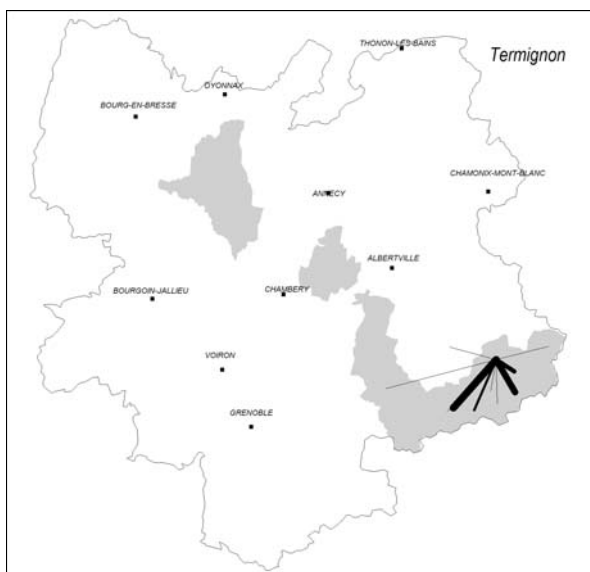 THONON-LES-BAINS
Termignon
OYONNAX
BOURG-EN-BRESSE
CHAMONIX-MONT-BLANC
ANNECY
ALBERTVILLE
CHAMBERY
BOURGOIN-JALLIEU
VOIRON
GRENOBLE